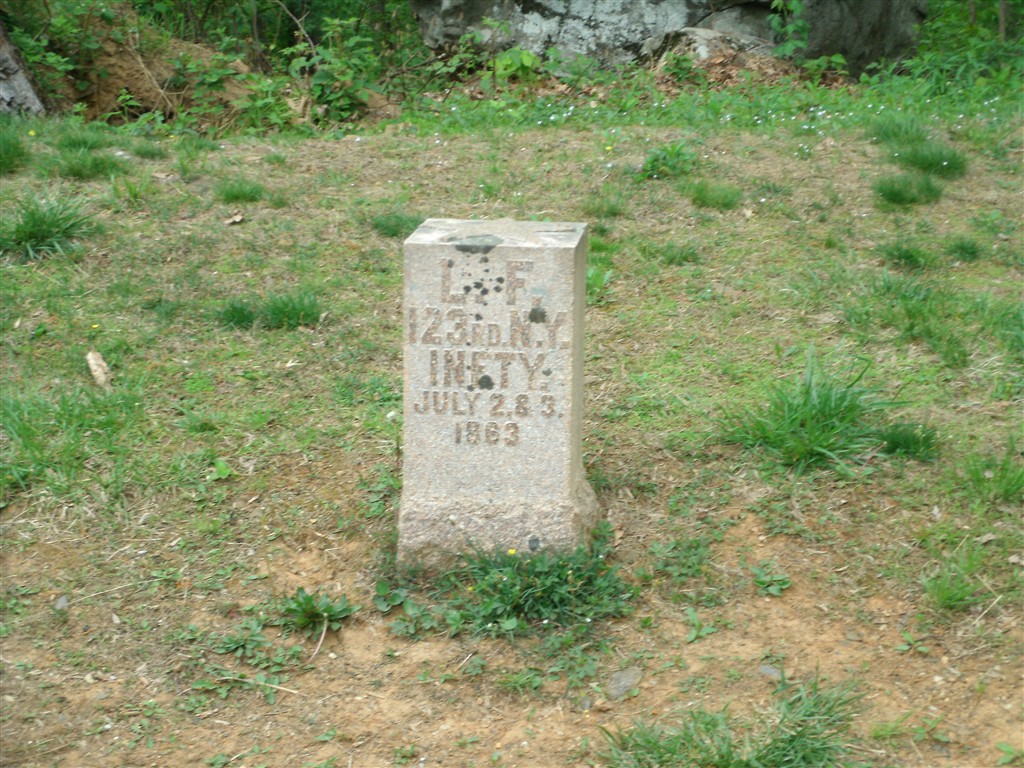 L. F.
123RD. N.Y.
INFTY.
JULY 2. & 3.
1863